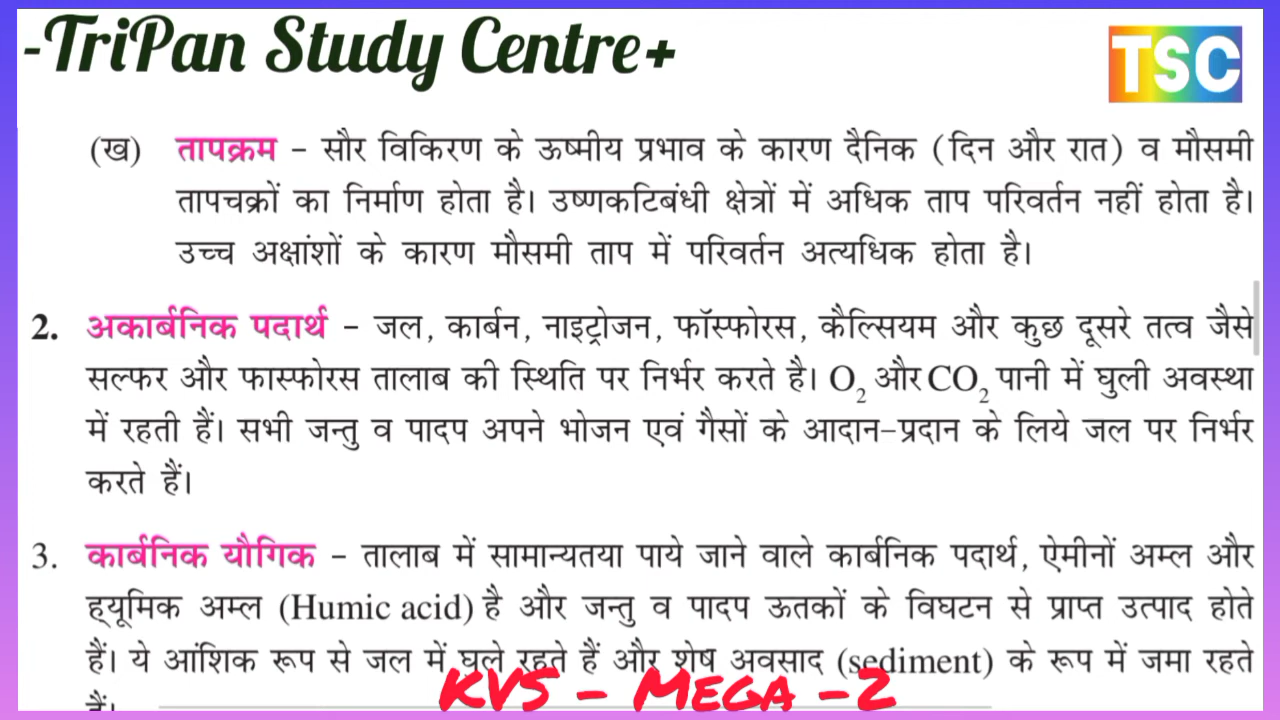 -TriPan Study Centre+
TSC
(ख) तापक्रम – सौर विकिरण के ऊष्मीय प्रभाव के कारण दैनिक (दिन और रात) व मौसमी
तापचक्रों का निर्माण होता है। उष्णकटिबंधी क्षेत्रों में अधिक ताप परिवर्तन नहीं होता है।
उच्च अक्षांशों के कारण मौसमी ताप में परिवर्तन अत्यधिक होता है।
2. अकार्बनिक पदार्थ – जल, कार्बन, नाइट्रोजन, फॉस्फोरस, कैल्सियम और कुछ दूसरे तत्व जैसे
सल्फर और फास्फोरस तालाब की स्थिति पर निर्भर करते है। O₂ और CO₂ पानी में घुली अवस्था
में रहती हैं। सभी जन्तु व पादप अपने भोजन एवं गैसों के आदान-प्रदान के लिये जल पर निर्भर
करते हैं।
3. कार्बनिक यौगिक – तालाब में सामान्यतया पाये जाने वाले कार्बनिक पदार्थ, ऐमीनों अम्ल और
ह्यूमिक अम्ल (Humic acid) है और जन्तु व पादप ऊतकों के विघटन से प्राप्त उत्पाद होते
हैं। ये आंशिक रूप से जल में घुले रहते हैं और शेष अवसाद (sediment) के रूप में जमा रहते
हैं।
KVS – MEGA –2